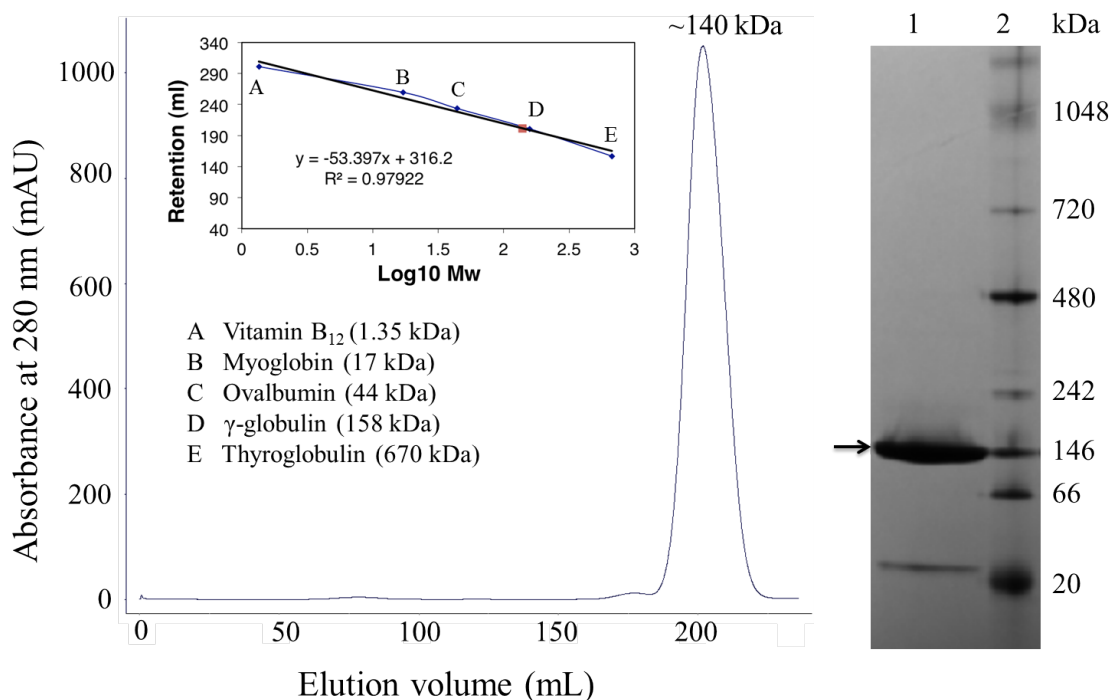 ~140 kDa
1 2 kDa
Absorbance at 280 nm (mAU)
1000
800
600
400
200
0
0 50 100 150 200
Elution volume (mL)
Retention (ml)
340
290
240
190
140
90
40
A
B
C
D
E
y = -53.397x + 316.2
R² = 0.97922
0 0.5 1 1.5 2 2.5 3
Log10 Mw
A Vitamin B₁₂ (1.35 kDa)
B Myoglobin (17 kDa)
C Ovalbumin (44 kDa)
D γ-globulin (158 kDa)
E Thyroglobulin (670 kDa)
1048
720
480
242
146
66
20